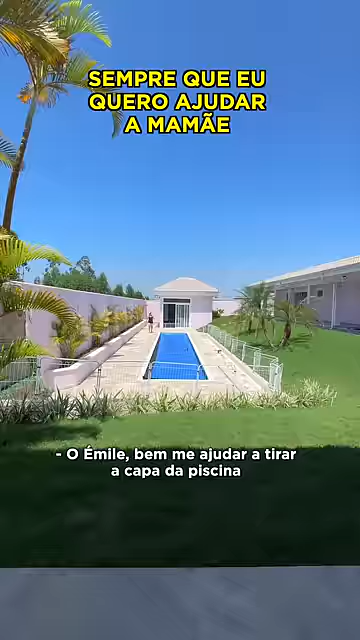 SEMPRE QUE EU
QUERO AJUDAR
A MAMÃE
- O Émile, bem me ajudar a tirar
a capa da piscina